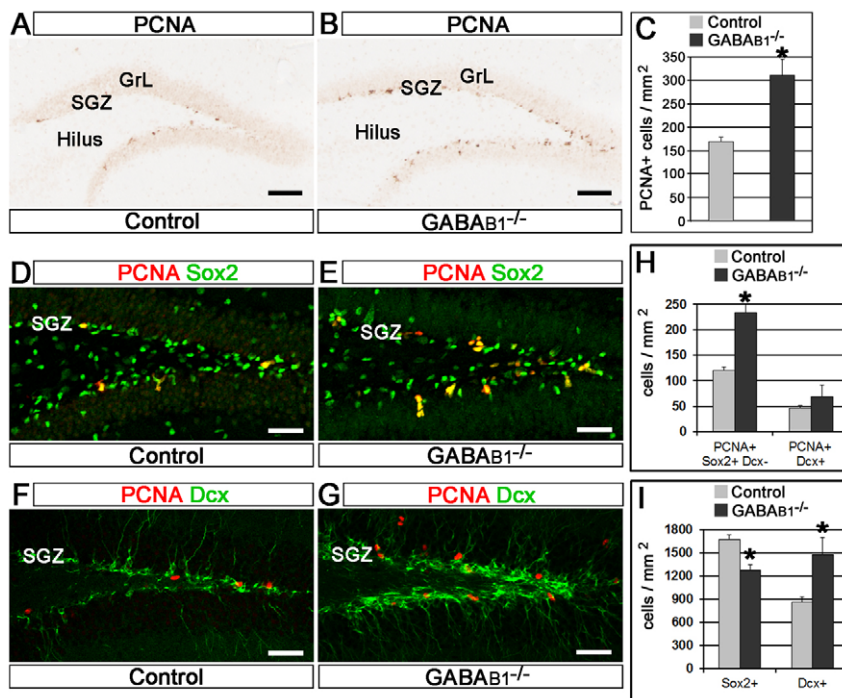 A PCNA
GrL
SGZ
Hilus
Control
B PCNA
GrL
SGZ
Hilus
GABAB1-/-
C
Control
GABAB1-/-
*
PCNA+ cells / mm²
350
300
250
200
150
100
50
0
D PCNA Sox2
SGZ
Control
E PCNA Sox2
SGZ
GABAB1-/-
H
Control
GABAB1-/-
*
cells / mm²
250
200
150
100
50
0
PCNA+ PCNA+
Sox2+ Dcx- Dcx+
F PCNA Dcx
SGZ
Control
G PCNA Dcx
SGZ
GABAB1-/-
I
Control
GABAB1-/-
* *
cells / mm²
1800
1500
1200
900
600
300
0
Sox2+ Dcx+